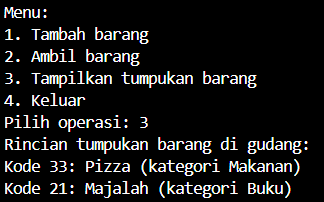 Menu:
1. Tambah barang
2. Ambil barang
3. Tampilkan tumpukan barang
4. Keluar
Pilih operasi: 3
Rincian tumpukan barang di gudang:
Kode 33: Pizza (kategori Makanan)
Kode 21: Majalah (kategori Buku)